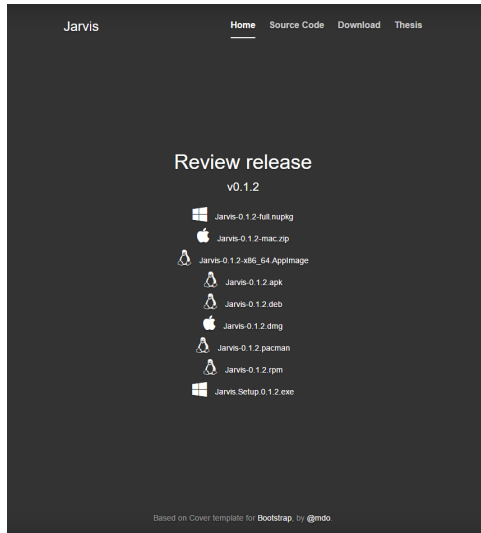 Jarvis
Home Source Code Download Thesis
Review release
v0.1.2
Jarvis-0.1.2-full.nupkg
Jarvis-0.1.2-mac.zip
Jarvis-0.1.2-x86_64.AppImage
Jarvis-0.1.2.apk
Jarvis-0.1.2.deb
Jarvis-0.1.2.dmg
Jarvis-0.1.2.pacman
Jarvis-0.1.2.rpm
Jarvis.Setup.0.1.2.exe
Based on Cover template for Bootstrap, by @mdo.